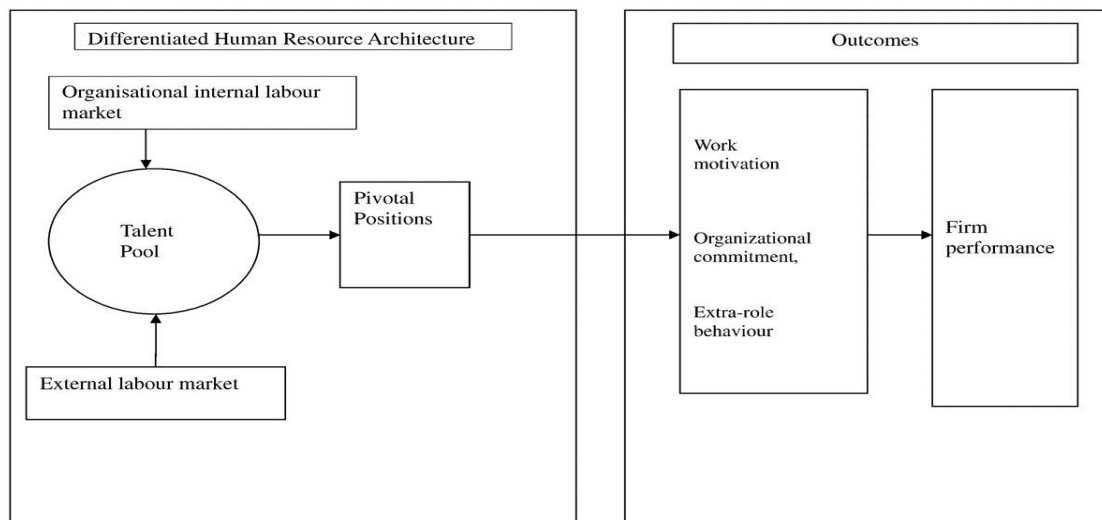 Differentiated Human Resource Architecture
Outcomes
Organisational internal labour
market
Talent
Pool
Pivotal
Positions
External labour market
Work
motivation
Organizational
commitment,
Extra-role
behaviour
Firm
performance